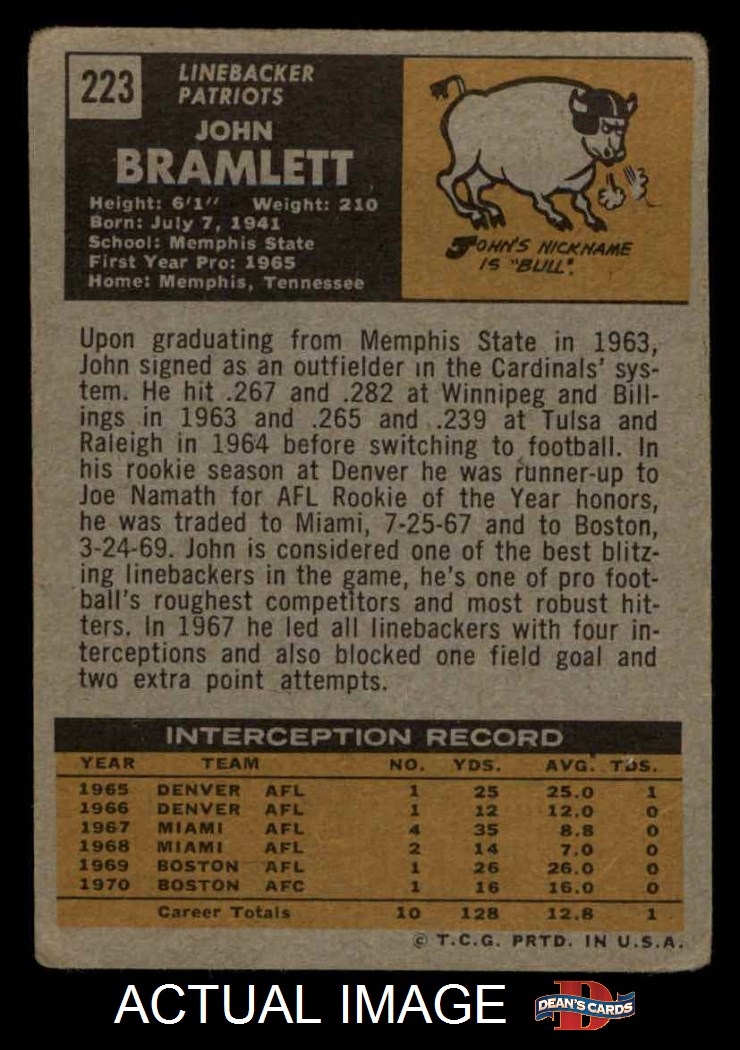 223
LINEBACKER
PATRIOTS
JOHN
BRAMLETT
Height: 6'1" Weight: 210
Born: July 7, 1941
School: Memphis State
First Year Pro: 1965
Home: Memphis, Tennessee
JOHN'S NICKNAME
IS "BULL".
Upon graduating from Memphis State in 1963,
John signed as an outfielder in the Cardinals' sys-
tem. He hit .267 and .282 at Winnipeg and Bill-
ings in 1963 and .265 and .239 at Tulsa and
Raleigh in 1964 before switching to football. In
his rookie season at Denver he was runner-up to
Joe Namath for AFL Rookie of the Year honors,
he was traded to Miami, 7-25-67 and to Boston,
3-24-69. John is considered one of the best blitz-
ing linebackers in the game, he's one of pro foot-
ball's roughest competitors and most robust hit-
ters. In 1967 he led all linebackers with four in-
terceptions and also blocked one field goal and
two extra point attempts.
INTERCEPTION RECORD
YEAR TEAM NO. YDS. AVG. TDS.
1965 DENVER AFL 1 25 25.0 1
1966 DENVER AFL 1 12 12.0 0
1967 MIAMI AFL 4 35 8.8 0
1968 MIAMI AFL 2 14 7.0 0
1969 BOSTON AFL 1 26 26.0 0
1970 BOSTON AFC 1 16 16.0 0
Career Totals 10 128 12.8 1
© T.C.G. PRTD. IN U.S.A.
ACTUAL IMAGE
D
DEAN'S CARDS